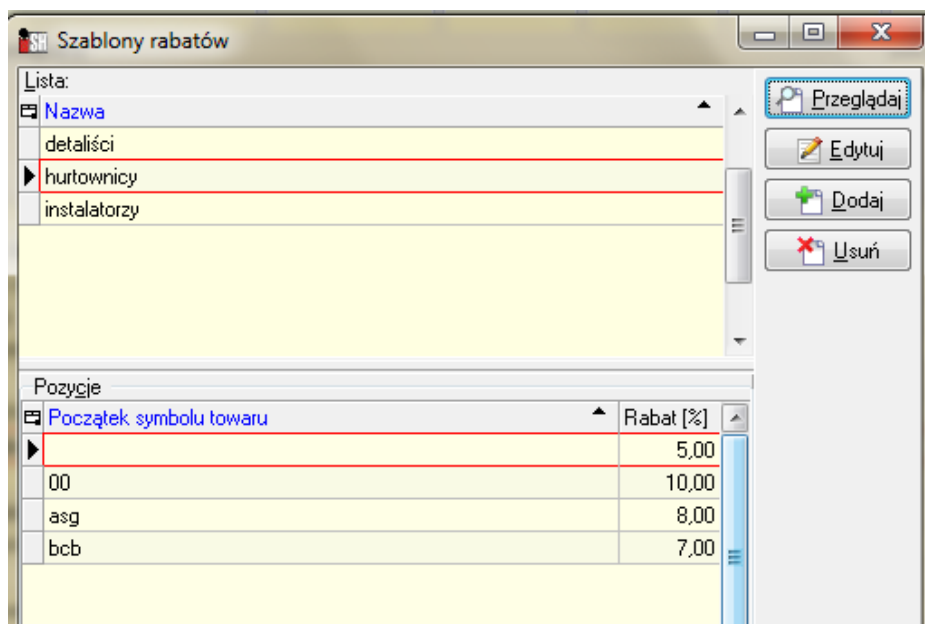 SH Szablony rabatów
Lista:
Nazwa
detaliści
hurtownicy
instalatorzy
Przeglądaj
Edytuj
Dodaj
Usuń
Pozycje
Początek symbolu towaru Rabat [%]
5,00
00 10,00
asg 8,00
bcb 7,00